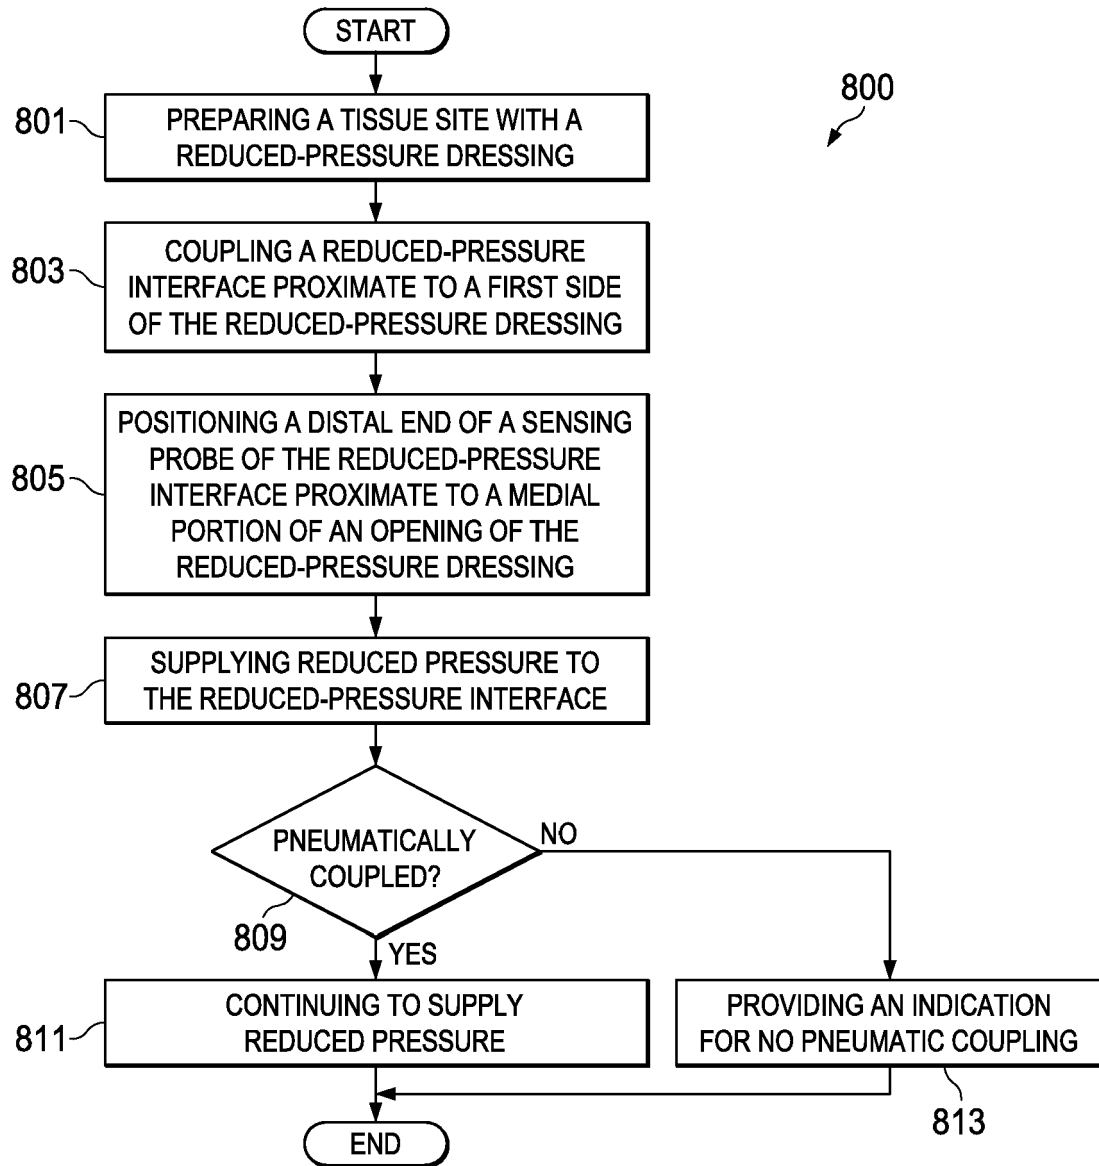 START
800
801
PREPARING A TISSUE SITE WITH A
REDUCED-PRESSURE DRESSING
803
COUPLING A REDUCED-PRESSURE
INTERFACE PROXIMATE TO A FIRST SIDE
OF THE REDUCED-PRESSURE DRESSING
805
POSITIONING A DISTAL END OF A SENSING
PROBE OF THE REDUCED-PRESSURE
INTERFACE PROXIMATE TO A MEDIAL
PORTION OF AN OPENING OF THE
REDUCED-PRESSURE DRESSING
807
SUPPLYING REDUCED PRESSURE TO
THE REDUCED-PRESSURE INTERFACE
PNEUMATICALLY
COUPLED?
NO
809
YES
811
CONTINUING TO SUPPLY
REDUCED PRESSURE
PROVIDING AN INDICATION
FOR NO PNEUMATIC COUPLING
813
END